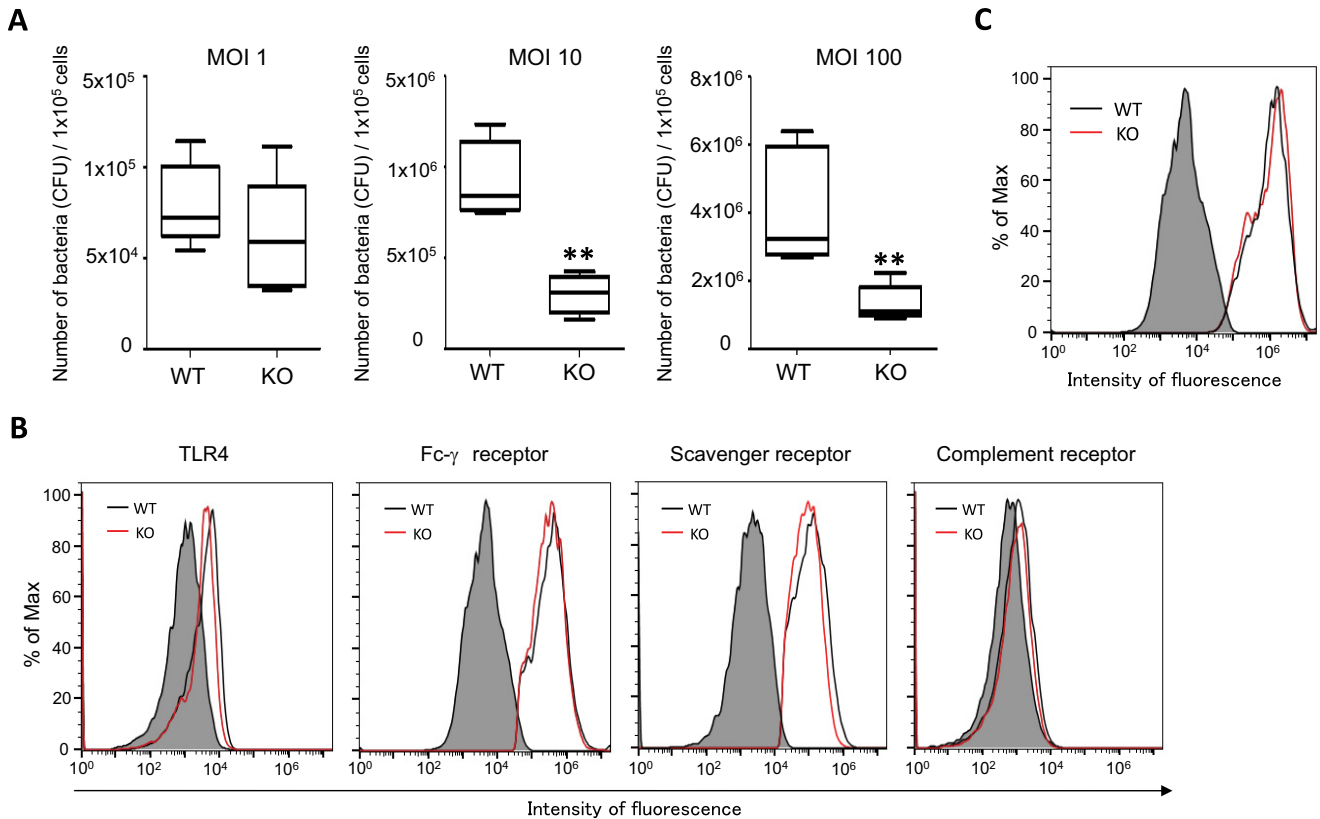 A
MOI 1
Number of bacteria (CFU) / 1x10⁵ cells
5x10⁵
1x10⁵
5x10⁴
0
WT
KO
MOI 10
Number of bacteria (CFU) / 1x10⁵ cells
5x10⁶
1x10⁶
5x10⁵
0
**
WT
KO
MOI 100
Number of bacteria (CFU) / 1x10⁵ cells
8x10⁶
6x10⁶
4x10⁶
2x10⁶
0
**
WT
KO
C
% of Max
100
80
60
40
20
0
WT
KO
10⁰ 10² 10⁴ 10⁶
Intensity of fluorescence
B
TLR4
% of Max
100
80
60
40
20
0
WT
KO
10⁰ 10² 10⁴ 10⁶
Fc-γ receptor
WT
KO
10⁰ 10² 10⁴ 10⁶
Scavenger receptor
WT
KO
10⁰ 10² 10⁴ 10⁶
Complement receptor
WT
KO
10⁰ 10² 10⁴ 10⁶
Intensity of fluorescence